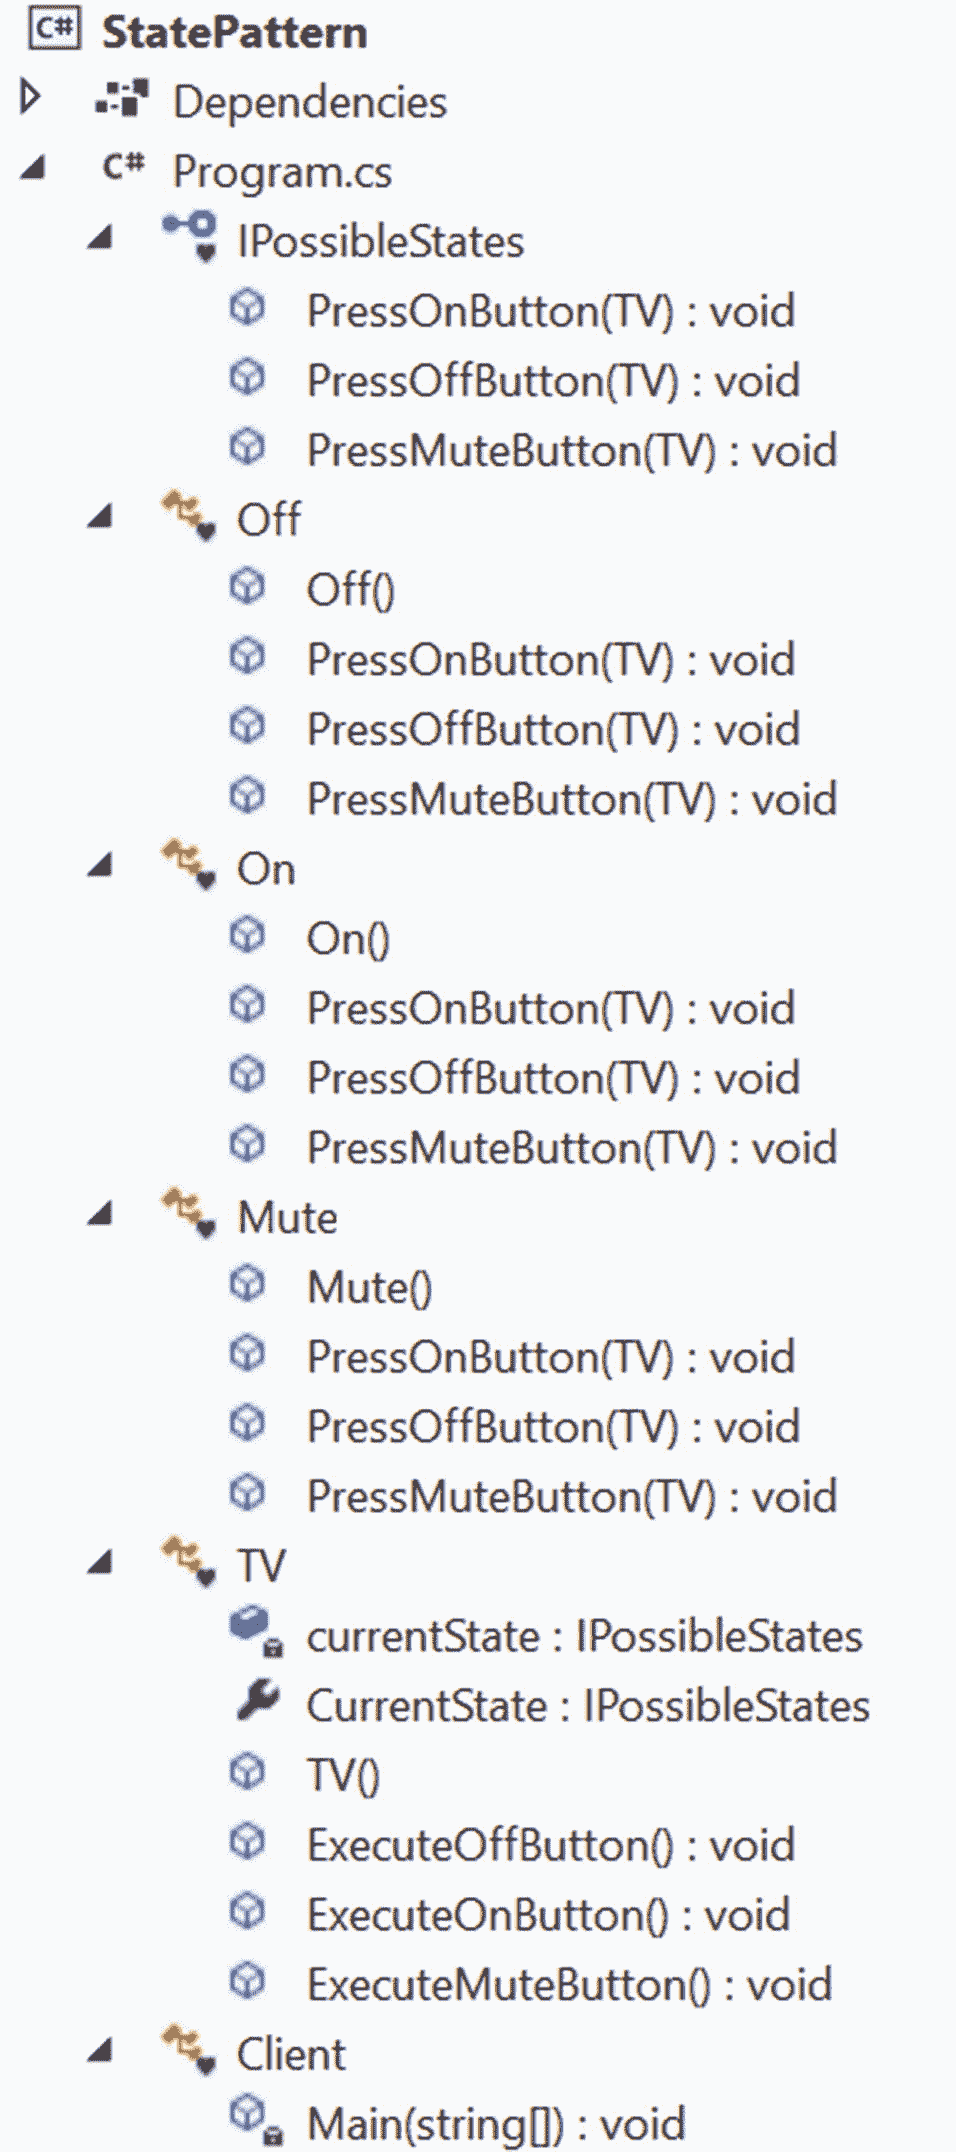 C# StatePattern
Dependencies
C# Program.cs
IPossibleStates
PressOnButton(TV) : void
PressOffButton(TV) : void
PressMuteButton(TV) : void
Off
Off()
PressOnButton(TV) : void
PressOffButton(TV) : void
PressMuteButton(TV) : void
On
On()
PressOnButton(TV) : void
PressOffButton(TV) : void
PressMuteButton(TV) : void
Mute
Mute()
PressOnButton(TV) : void
PressOffButton(TV) : void
PressMuteButton(TV) : void
TV
currentState : IPossibleStates
CurrentState : IPossibleStates
TV()
ExecuteOffButton() : void
ExecuteOnButton() : void
ExecuteMuteButton() : void
Client
Main(string[]) : void